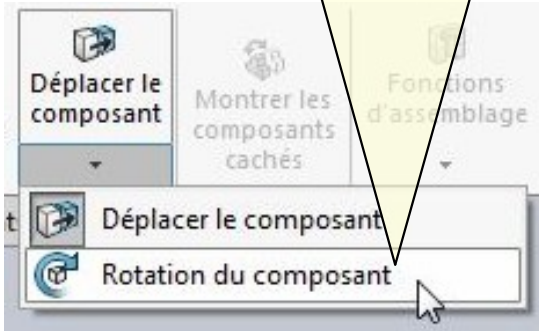 Déplacer le
composant
Montrer les
composants
cachés
Fonctions
d'assemblage
t
Déplacer le composant
Rotation du composant